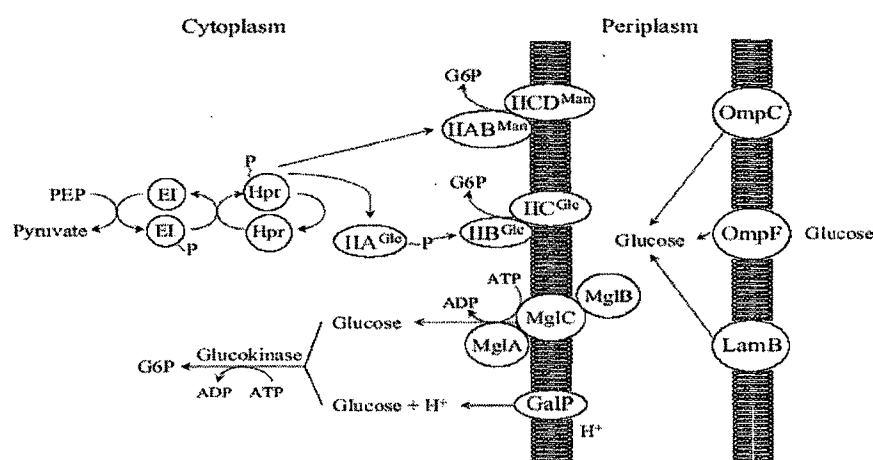 Cytoplasm
Periplasm
G6P
IICD^Man
IIAB^Man
OmpC
P
PEP
EI
Hpr
G6P
IIC^Glc
Pyruvate
EI
P
Hpr
IIA^Glc
P
IIB^Glc
Glucose
OmpF
Glucose
ATP
MglB
ADP
MglC
Glucose
MglA
LamB
G6P
Glucokinase
ADP
ATP
Glucose + H⁺
GalP
H⁺